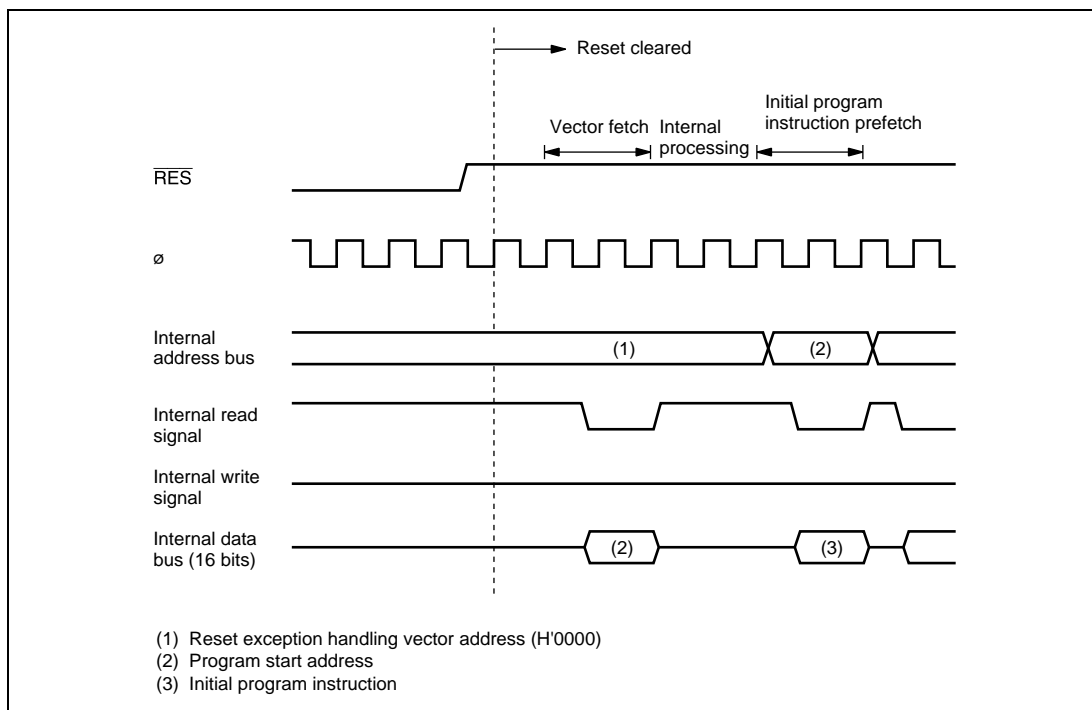 Reset cleared
Vector fetch
Internal
processing
Initial program
instruction prefetch
RES
ø
Internal
address bus
(1)
(2)
Internal read
signal
Internal write
signal
Internal data
bus (16 bits)
(2)
(3)
(1) Reset exception handling vector address (H'0000)
(2) Program start address
(3) Initial program instruction